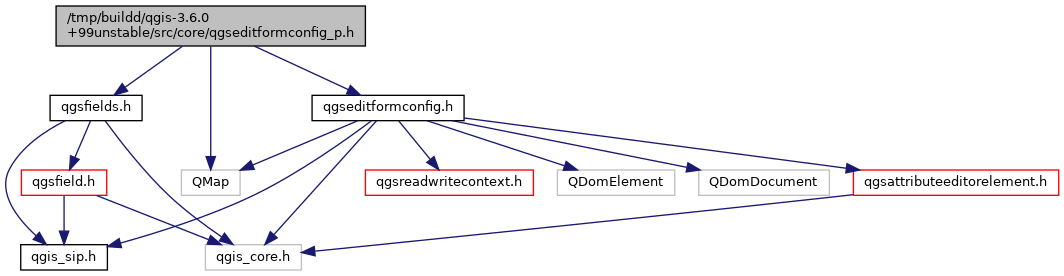 /tmp/buildd/qgis-3.6.0
+99unstable/src/core/qgseditformconfig_p.h
qgsfields.h
qgseditformconfig.h
qgsfield.h
QMap
qgsreadwritecontext.h
QDomElement
QDomDocument
qgsattributeeditorelement.h
qgis_sip.h
qgis_core.h